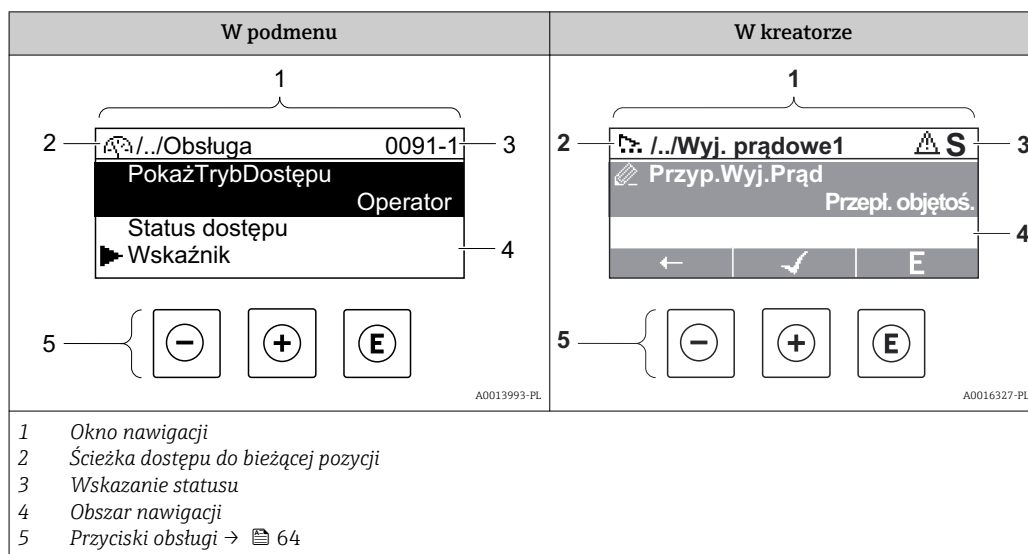 W podmenu
W kreatorze
1
2
/../Obsługa 0091-1
3
PokażTrybDostępu
Operator
Status dostępu
Wskaźnik
4
5
- + E
A0013993-PL
1
2
/../Wyj. prądowe1 S
3
Przyp.Wyj.Prąd
Przepł. objętoś.
4
← ✓ E
5
- + E
A0016327-PL
1 Okno nawigacji
2 Ścieżka dostępu do bieżącej pozycji
3 Wskazanie statusu
4 Obszar nawigacji
5 Przyciski obsługi → 64